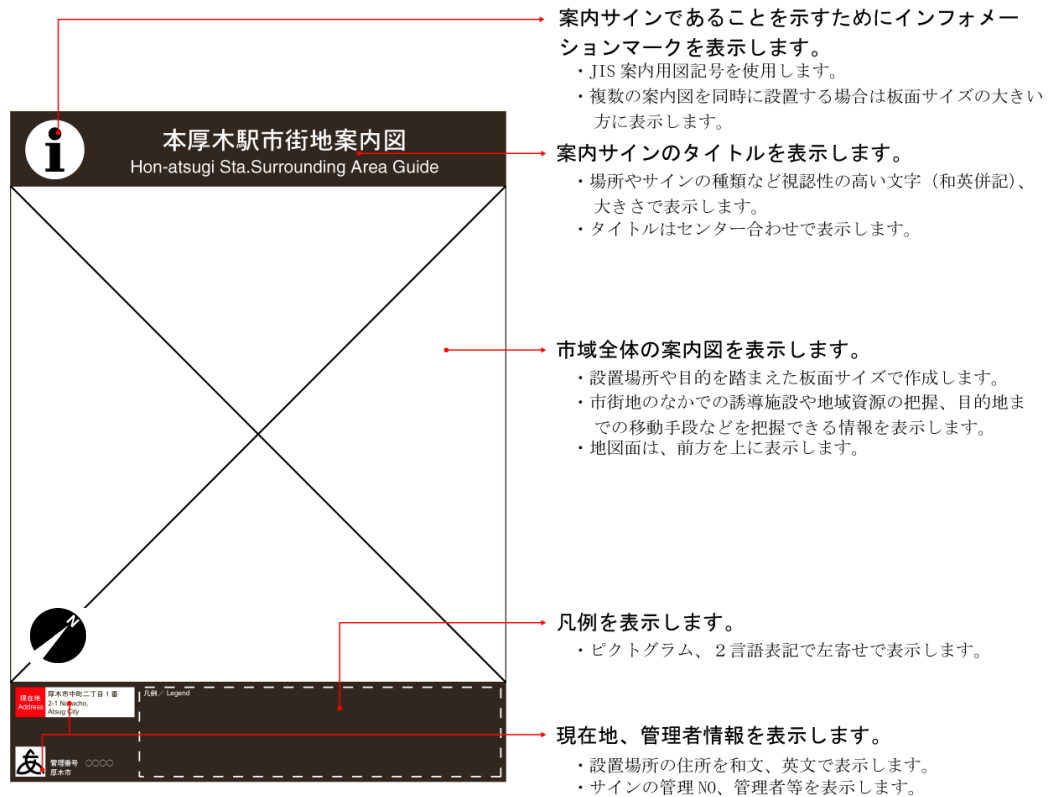 案内サインであることを示すためにインフォメー
ションマークを表示します。
・JIS 案内用図記号を使用します。
・複数の案内図を同時に設置する場合は板面サイズの大きい
方に表示します。
i
本厚木駅市街地案内図
Hon-atsugi Sta.Surrounding Area Guide
案内サインのタイトルを表示します。
・場所やサインの種類など視認性の高い文字（和英併記）、
大きさで表示します。
・タイトルはセンター合わせで表示します。
市域全体の案内図を表示します。
・設置場所や目的を踏まえた板面サイズで作成します。
・市街地のなかでの誘導施設や地域資源の把握、目的地ま
での移動手段などを把握できる情報を表示します。
・地図面は、前方を上に表示します。
N
凡例を表示します。
・ピクトグラム、２言語表記で左寄せで表示します。
現在地
Address
厚木市中町二丁目1番
2-1
Atsug City
凡例／Legend
現在地、管理者情報を表示します。
・設置場所の住所を和文、英文で表示します。
・サインの管理 NO、管理者等を表示します。
管理番号 ○○○○
厚木市